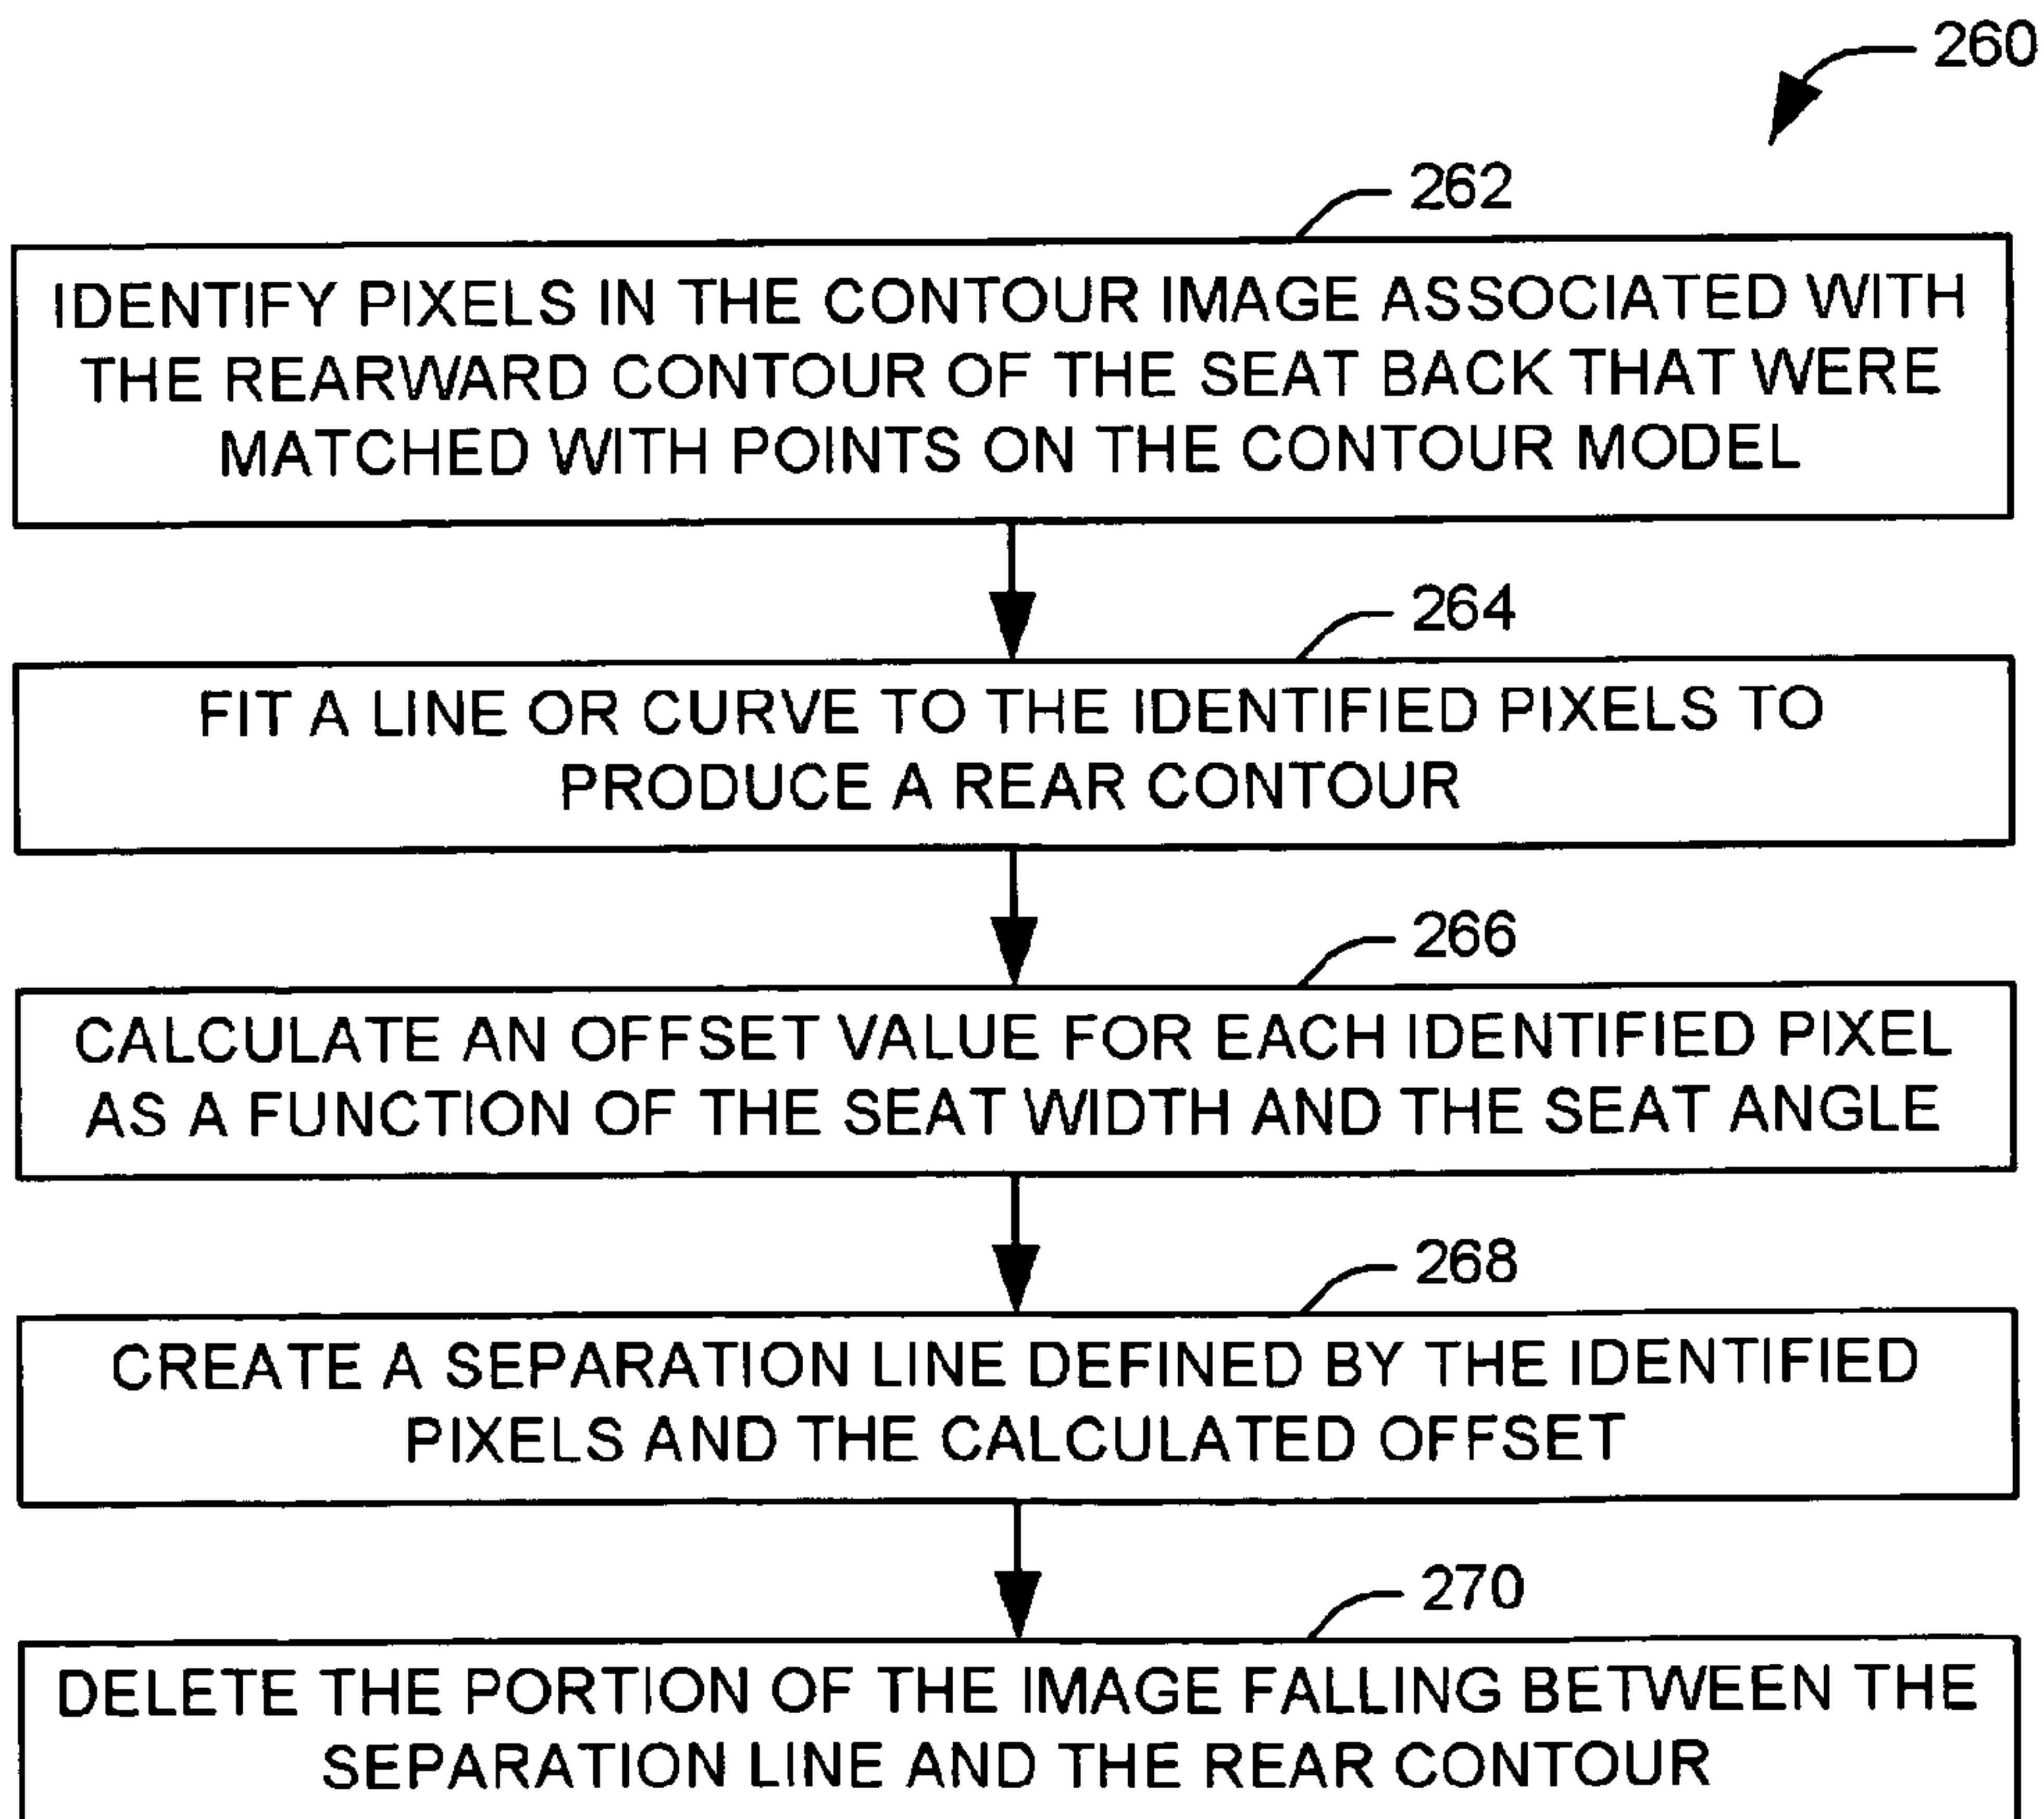 260
262
IDENTIFY PIXELS IN THE CONTOUR IMAGE ASSOCIATED WITH
THE REARWARD CONTOUR OF THE SEAT BACK THAT WERE
MATCHED WITH POINTS ON THE CONTOUR MODEL
264
FIT A LINE OR CURVE TO THE IDENTIFIED PIXELS TO
PRODUCE A REAR CONTOUR
266
CALCULATE AN OFFSET VALUE FOR EACH IDENTIFIED PIXEL
AS A FUNCTION OF THE SEAT WIDTH AND THE SEAT ANGLE
268
CREATE A SEPARATION LINE DEFINED BY THE IDENTIFIED
PIXELS AND THE CALCULATED OFFSET
270
DELETE THE PORTION OF THE IMAGE FALLING BETWEEN THE
SEPARATION LINE AND THE REAR CONTOUR